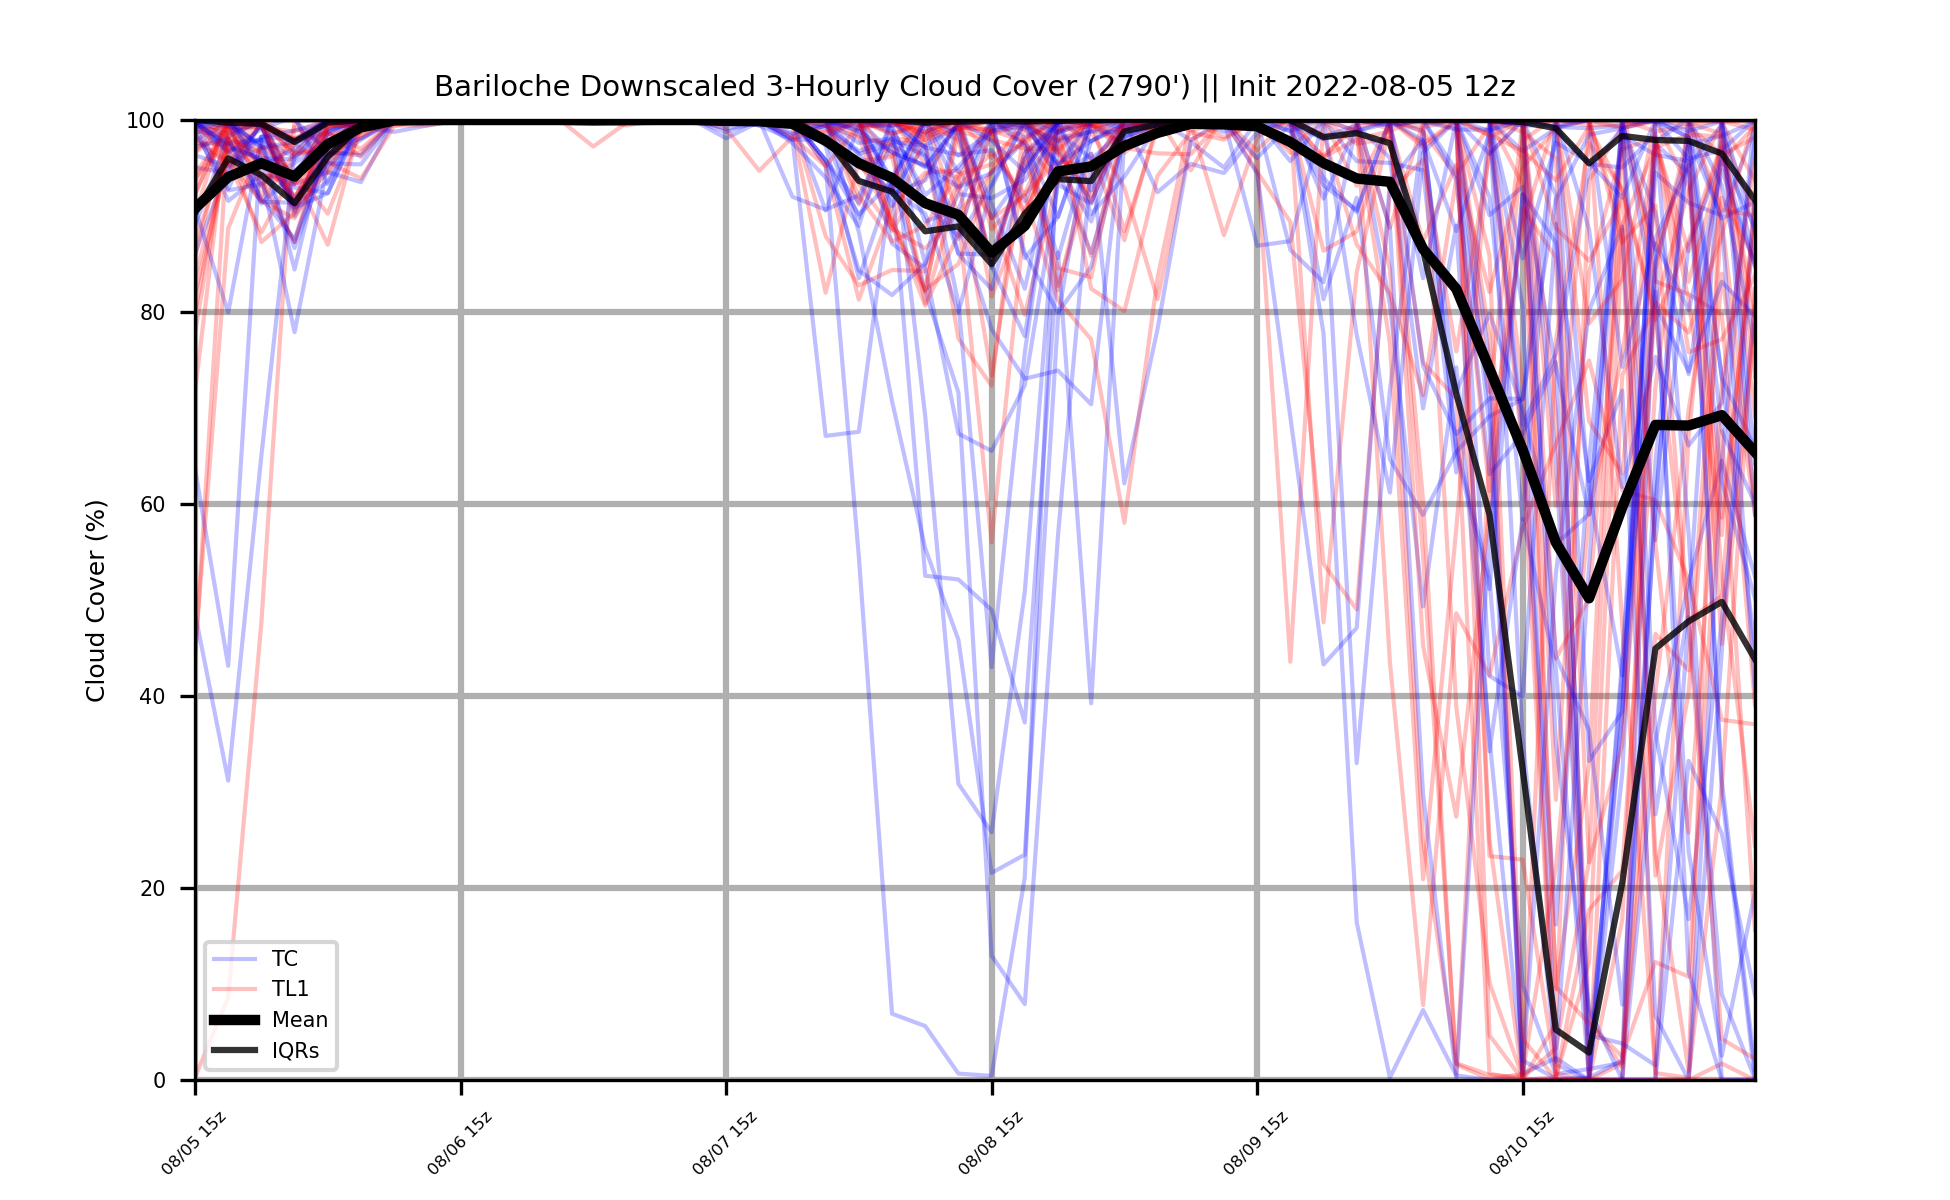 Bariloche Downscaled 3-Hourly Cloud Cover (2790') || Init 2022-08-05 12z
Cloud Cover (%)
100
80
60
40
20
0
TC
TL1
Mean
IQRs
08/05 15z
08/06 15z
08/07 15z
08/08 15z
08/09 15z
08/10 15z